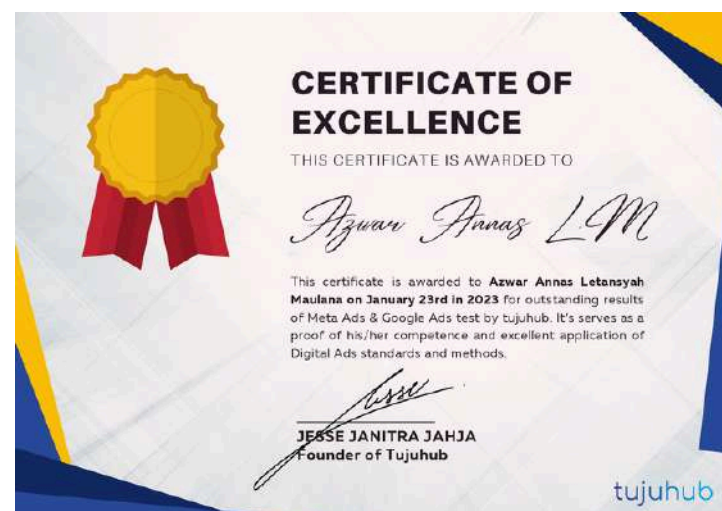 CERTIFICATE OF
EXCELLENCE
THIS CERTIFICATE IS AWARDED TO
Azwar Annas L.M
This certificate is awarded to Azwar Annas Letansyah
Maulana on January 23rd in 2023 for outstanding results
of Meta Ads & Google Ads test by tujuhub. It's serves as a
proof of his/her competence and excellent application of
Digital Ads standards and methods.
Jesse
JESSE JANITRA JAHJA
Founder of Tujuhub
tujuhub